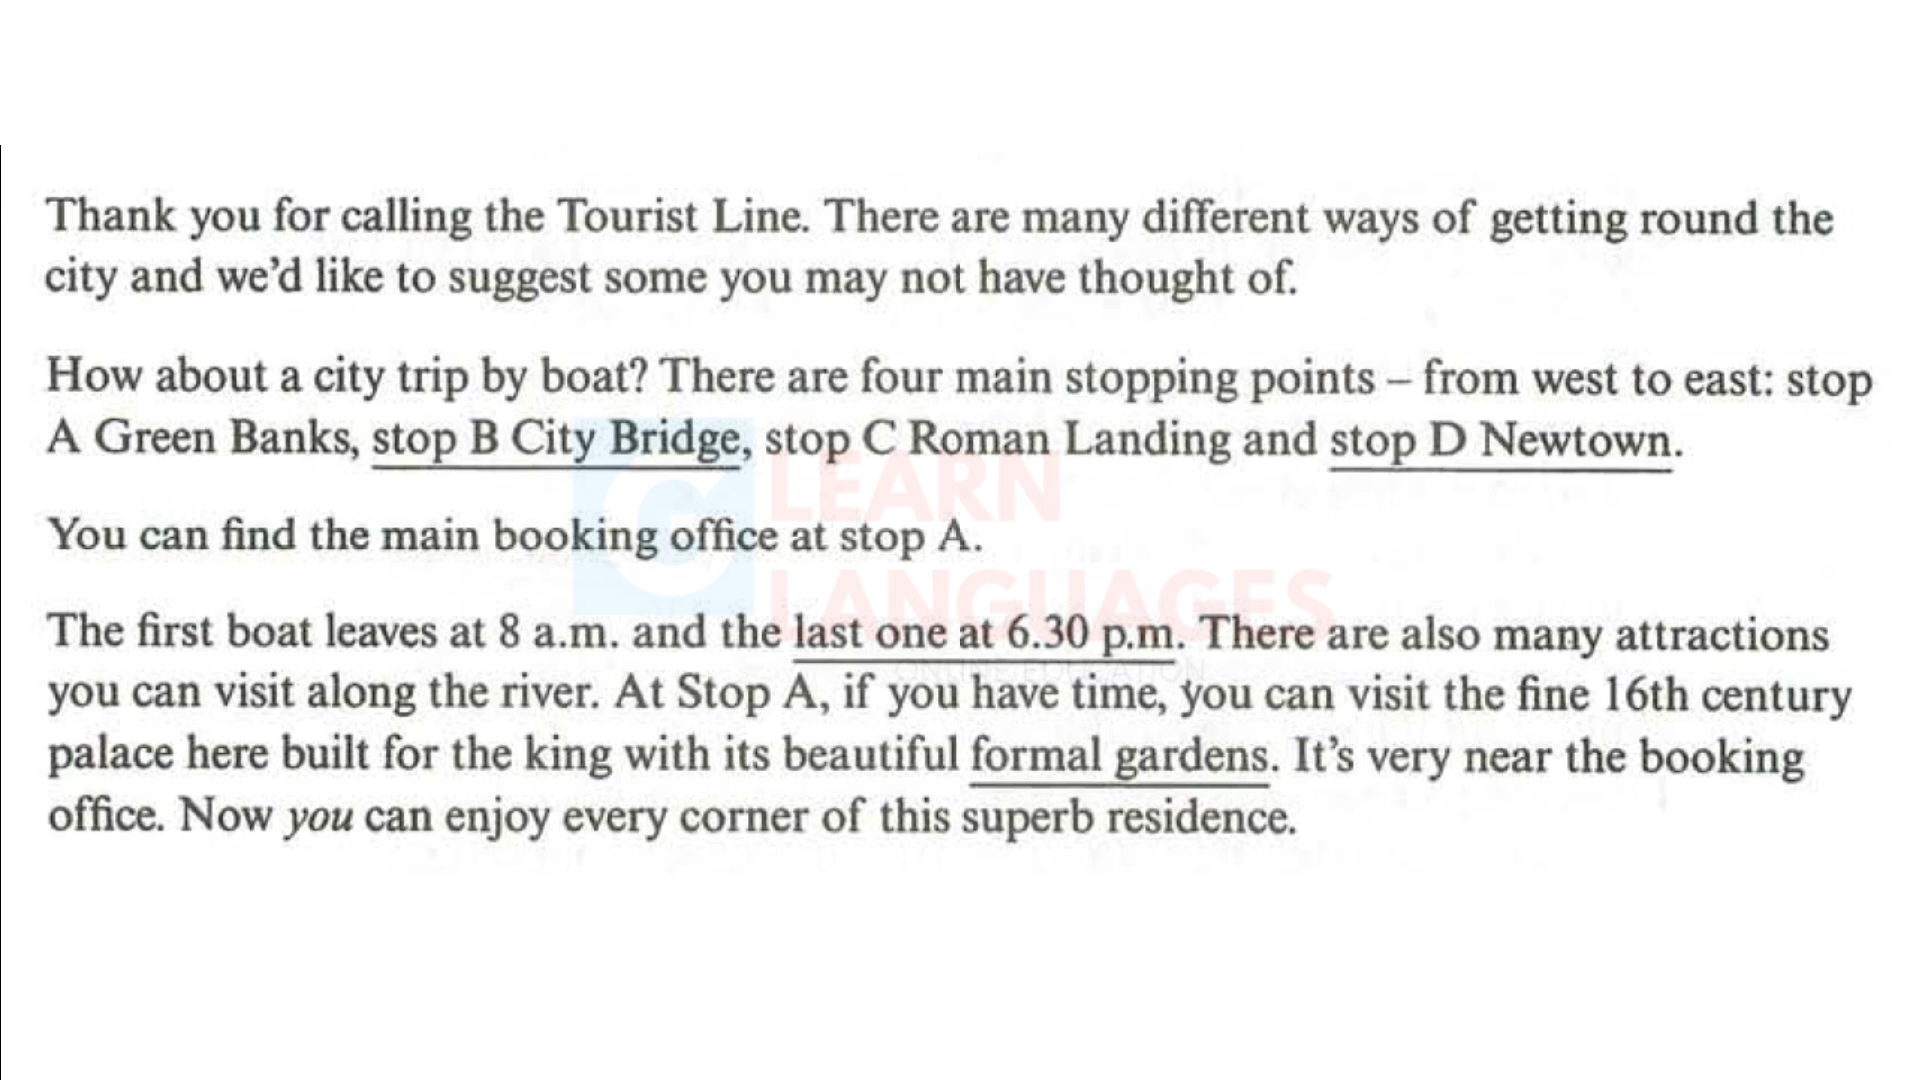 Thank you for calling the Tourist Line. There are many different ways of getting round the
city and we'd like to suggest some you may not have thought of.
How about a city trip by boat? There are four main stopping points – from west to east: stop
A Green Banks, stop B City Bridge, stop C Roman Landing and stop D Newtown.
LEARN
You can find the main booking office at stop A.
LANGUAGES
The first boat leaves at 8 a.m. and the last one at 6.30 p.m. There are also many attractions
ONLINE EDUCATION
you can visit along the river. At Stop A, if you have time, you can visit the fine 16th century
palace here built for the king with its beautiful formal gardens. It's very near the booking
office. Now you can enjoy every corner of this superb residence.